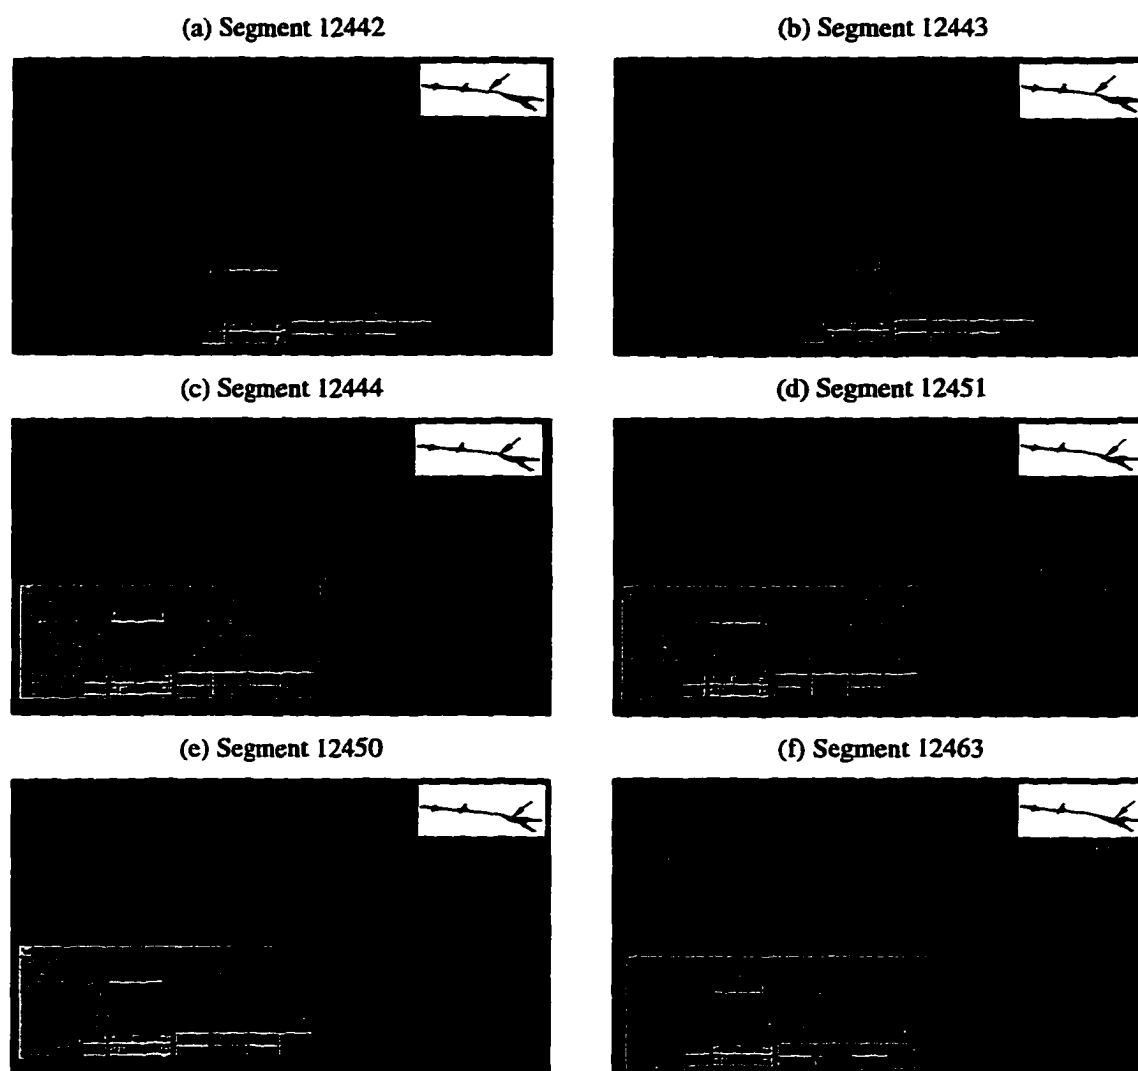 (a) Segment 12442
(b) Segment 12443
(c) Segment 12444
(d) Segment 12451
(e) Segment 12450
(f) Segment 12463